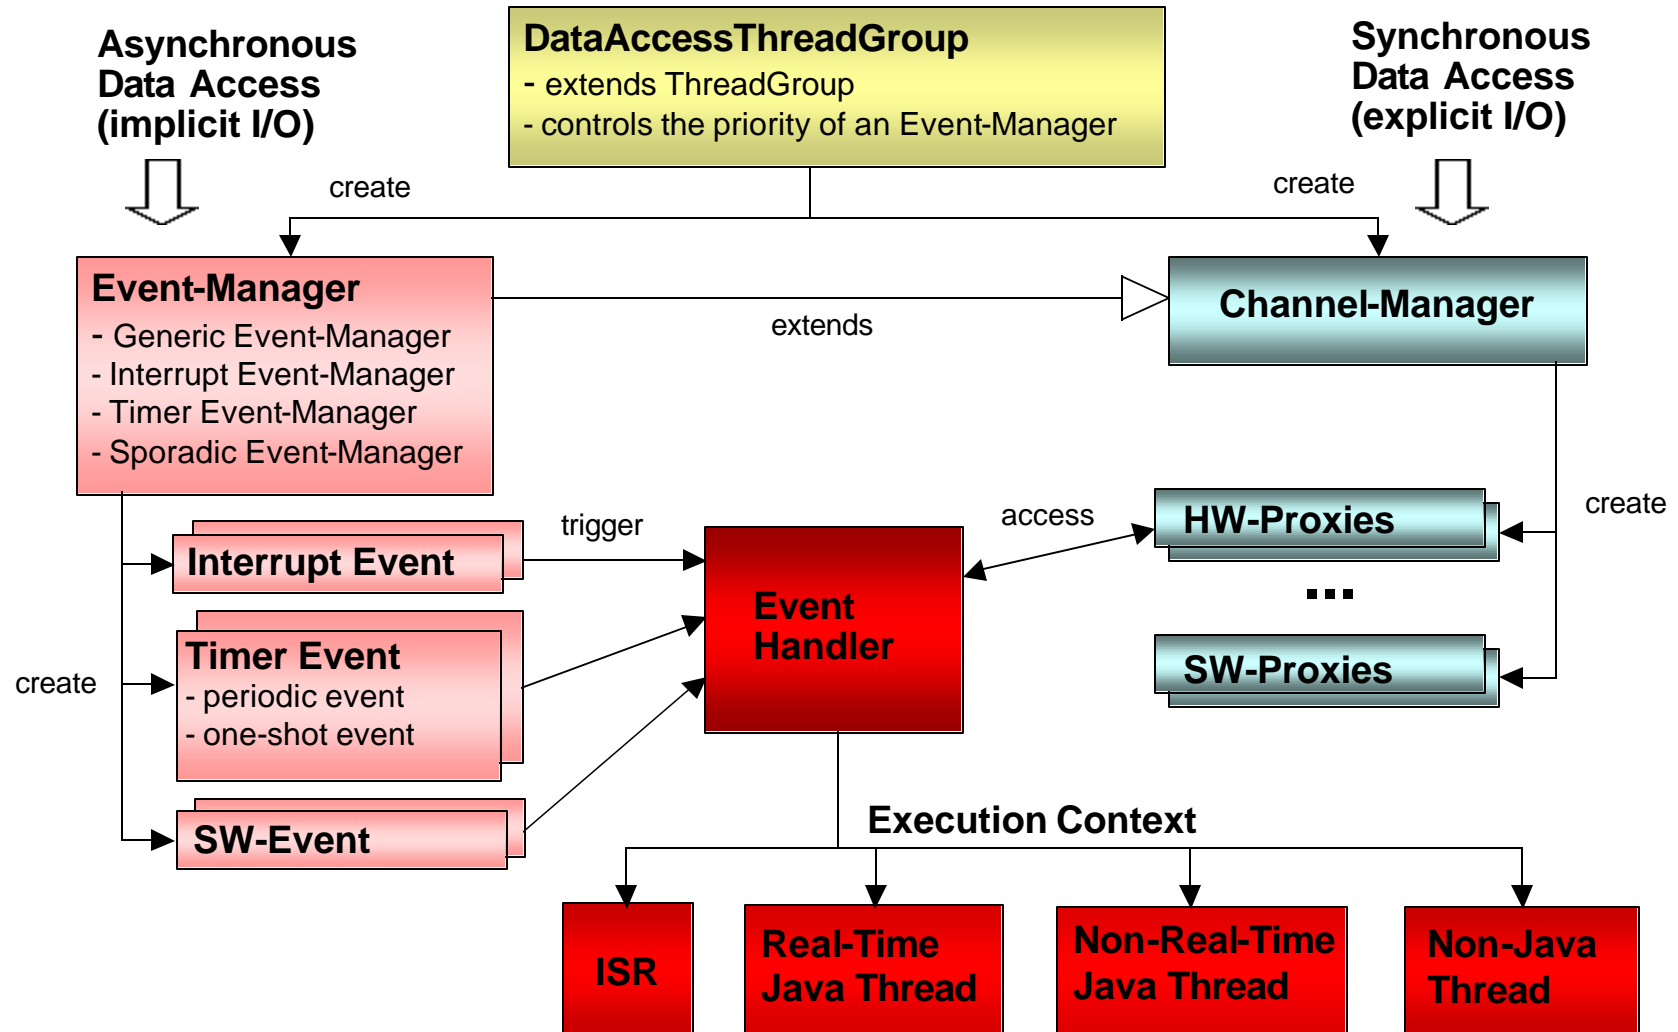 Asynchronous
Data Access
(implicit I/O)
DataAccessThreadGroup
- extends ThreadGroup
- controls the priority of an Event-Manager
Synchronous
Data Access
(explicit I/O)
create
create
Event-Manager
- Generic Event-Manager
- Interrupt Event-Manager
- Timer Event-Manager
- Sporadic Event-Manager
extends
Channel-Manager
create
Interrupt Event
Timer Event
- periodic event
- one-shot event
SW-Event
trigger
Event
Handler
access
HW-Proxies
...
SW-Proxies
create
Execution Context
ISR
Real-Time
Java Thread
Non-Real-Time
Java Thread
Non-Java
Thread